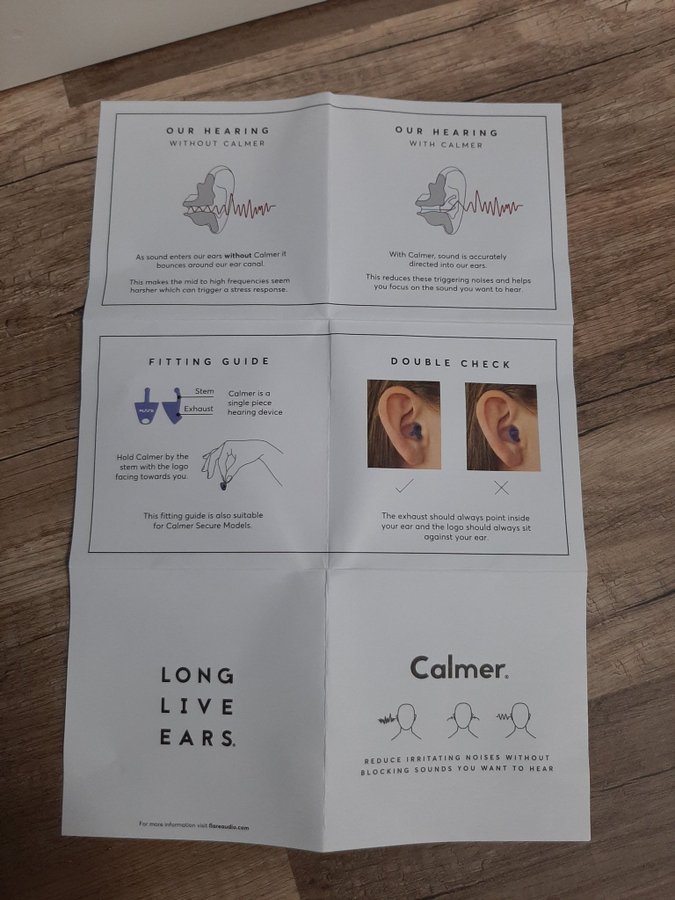 OUR HEARING
WITHOUT CALMER
As sound enters our ears without Calmer it
bounces around our ear canal.
This makes the mid to high frequencies seem
harsher which can trigger a stress response.
OUR HEARING
WITH CALMER
With Calmer, sound is accurately
directed into our ears.
This reduces these triggering noises and helps
you focus on the sound you want to hear.
FITTING GUIDE
Stem
Exhaust
Calmer is a
single piece
hearing device
Hold Calmer by the
stem with the logo
facing towards you.
This fitting guide is also suitable
for Calmer Secure Models.
DOUBLE CHECK
The exhaust should always point inside
your ear and the logo should always sit
against your ear.
LONG
LIVE
EARS.
For more information visit flareaudio.com
Calmer®
REDUCE IRRITATING NOISES WITHOUT
BLOCKING SOUNDS YOU WANT TO HEAR